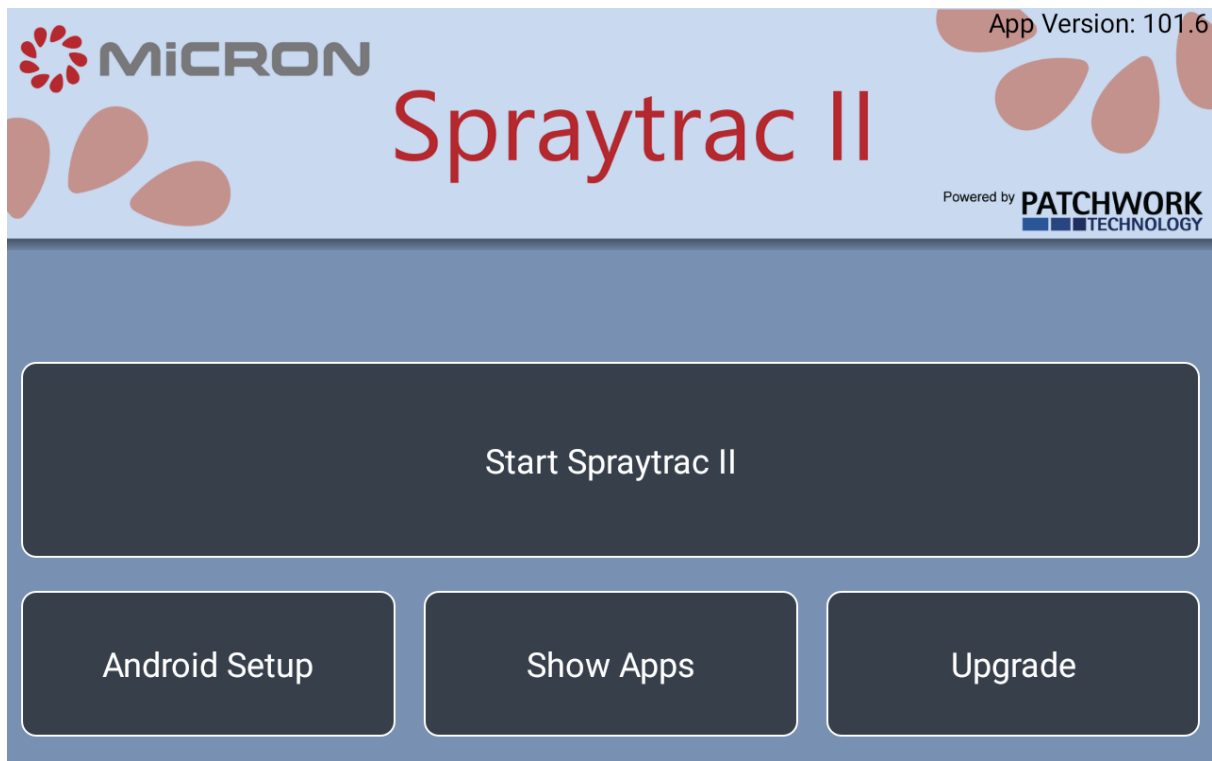 MiCRON
App Version: 101.6
Spraytrac II
Powered by PATCHWORK
TECHNOLOGY
Start Spraytrac II
Android Setup
Show Apps
Upgrade